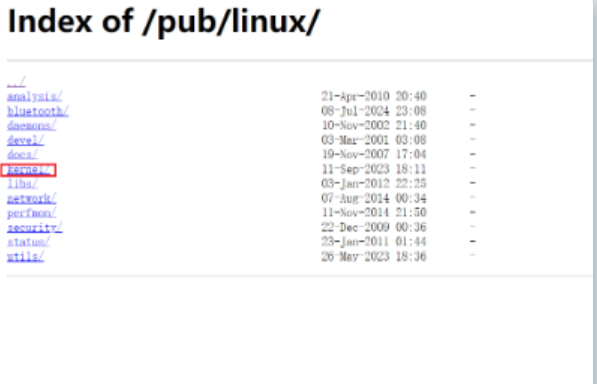 Index of /pub/linux/
../
analysis/ 21-Apr-2010 20:40 -
bluetooth/ 08-Jul-2024 23:08 -
daemons/ 10-Nov-2002 21:40 -
devel/ 03-Mar-2001 03:08 -
docs/ 19-Nov-2007 17:04 -
kernel/ 11-Sep-2023 18:11 -
libs/ 03-Jan-2012 22:25 -
network/ 07-Aug-2014 00:34 -
perfmon/ 11-Nov-2014 21:50 -
security/ 22-Dec-2009 00:36 -
status/ 23-Jan-2011 01:44 -
utils/ 26-May-2023 18:36 -